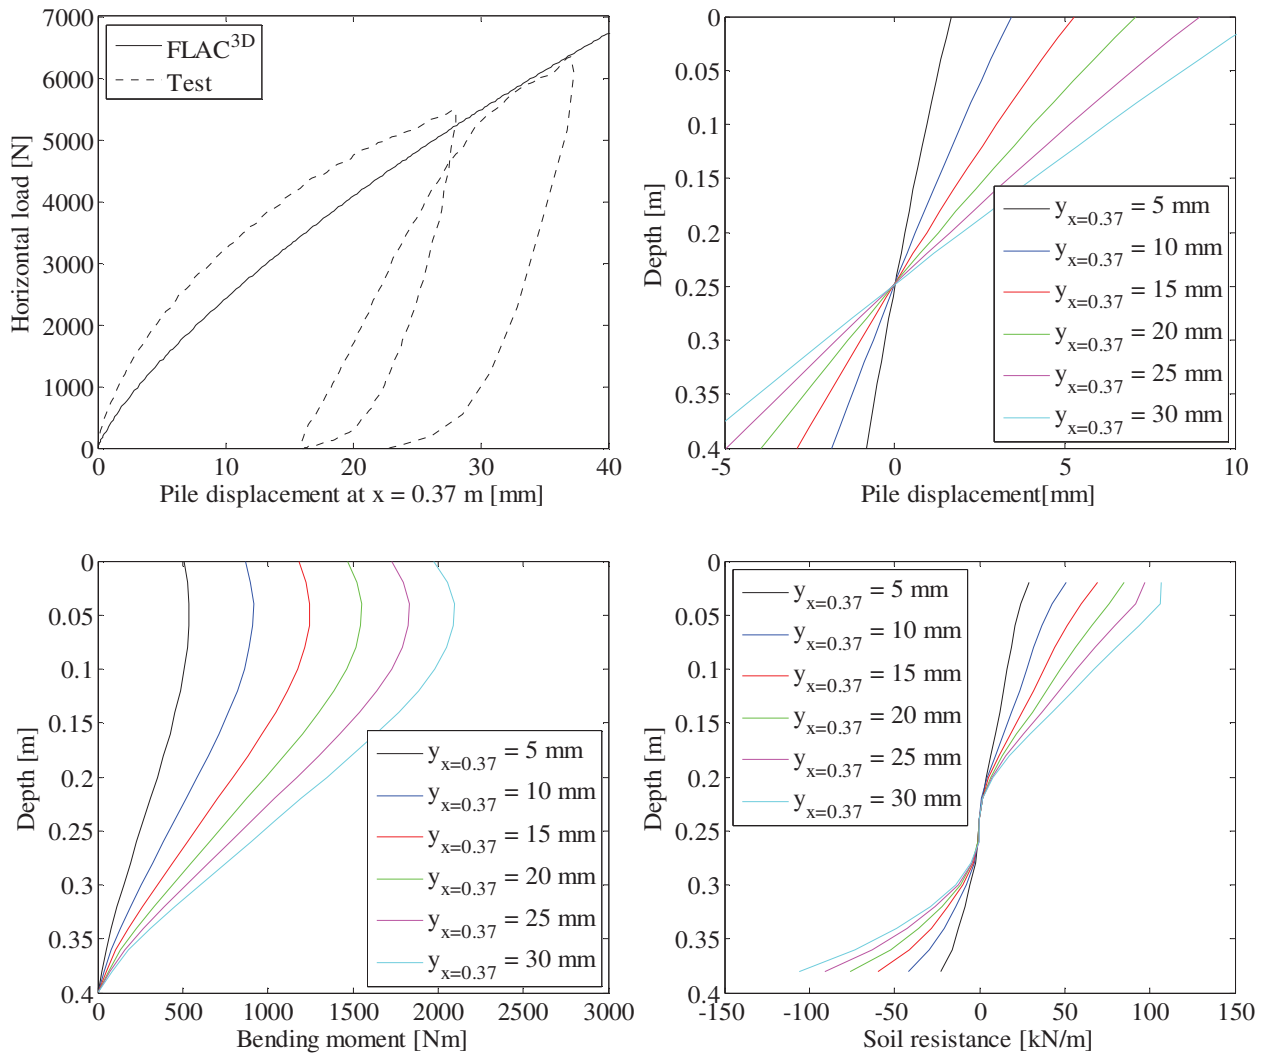 7000
6000
5000
4000
3000
2000
1000
0
Horizontal load [N]
FLAC3D
Test
0 10 20 30 40
Pile displacement at x = 0.37 m [mm]
0
0.05
0.1
0.15
0.2
0.25
0.3
0.35
0.4
Depth [m]
yx=0.37 = 5 mm
yx=0.37 = 10 mm
yx=0.37 = 15 mm
yx=0.37 = 20 mm
yx=0.37 = 25 mm
yx=0.37 = 30 mm
-5 0 5 10
Pile displacement[mm]
0
0.05
0.1
0.15
0.2
0.25
0.3
0.35
0.4
Depth [m]
yx=0.37 = 5 mm
yx=0.37 = 10 mm
yx=0.37 = 15 mm
yx=0.37 = 20 mm
yx=0.37 = 25 mm
yx=0.37 = 30 mm
0 500 1000 1500 2000 2500 3000
Bending moment [Nm]
0
0.05
0.1
0.15
0.2
0.25
0.3
0.35
0.4
Depth [m]
yx=0.37 = 5 mm
yx=0.37 = 10 mm
yx=0.37 = 15 mm
yx=0.37 = 20 mm
yx=0.37 = 25 mm
yx=0.37 = 30 mm
-150 -100 -50 0 50 100 150
Soil resistance [kN/m]